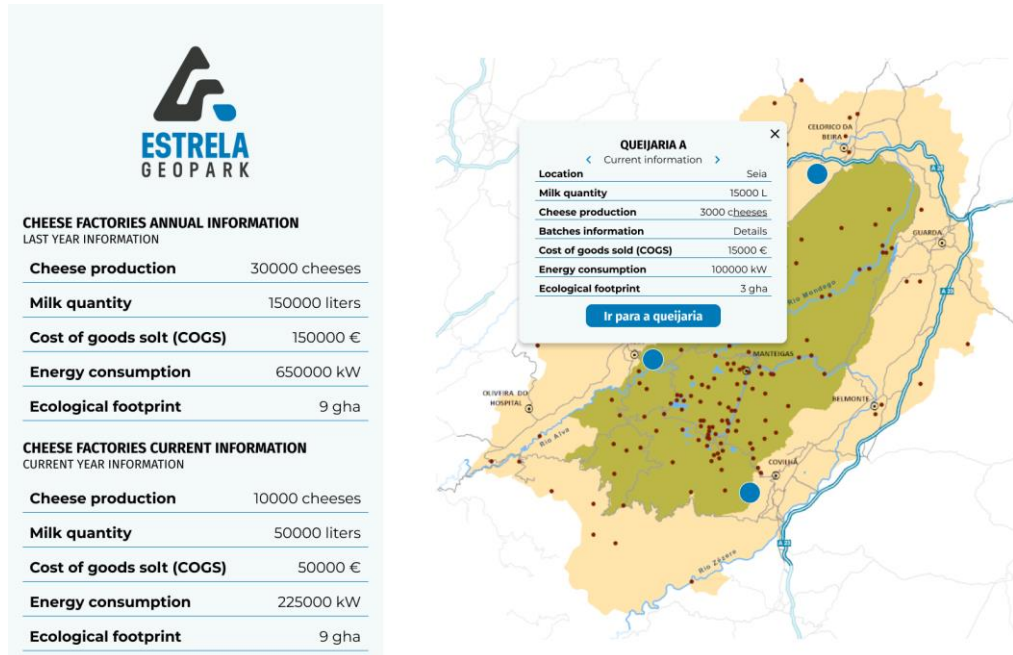 ESTRELA
GEOPARK
CHEESE FACTORIES ANNUAL INFORMATION
LAST YEAR INFORMATION
Cheese production 30000 cheeses
Milk quantity 150000 liters
Cost of goods solt (COGS) 150000 €
Energy consumption 650000 kW
Ecological footprint 9 gha
CHEESE FACTORIES CURRENT INFORMATION
CURRENT YEAR INFORMATION
Cheese production 10000 cheeses
Milk quantity 50000 liters
Cost of goods solt (COGS) 50000 €
Energy consumption 225000 kW
Ecological footprint 9 gha
QUEIJARIA A
Current information
Location Seia
Milk quantity 15000 L
Cheese production 3000 cheeses
Batches information Details
Cost of goods sold (COGS) 15000 €
Energy consumption 100000 kW
Ecological footprint 3 gha
Ir para a queijaria
CELORICO DA
BEIRA
GUARDA
Rio Mondego
MANTEIGAS
OLIVEIRA DO
HOSPITAL
BELMONTE
Rio Alva
COVILHÃ
Rio Zêzere